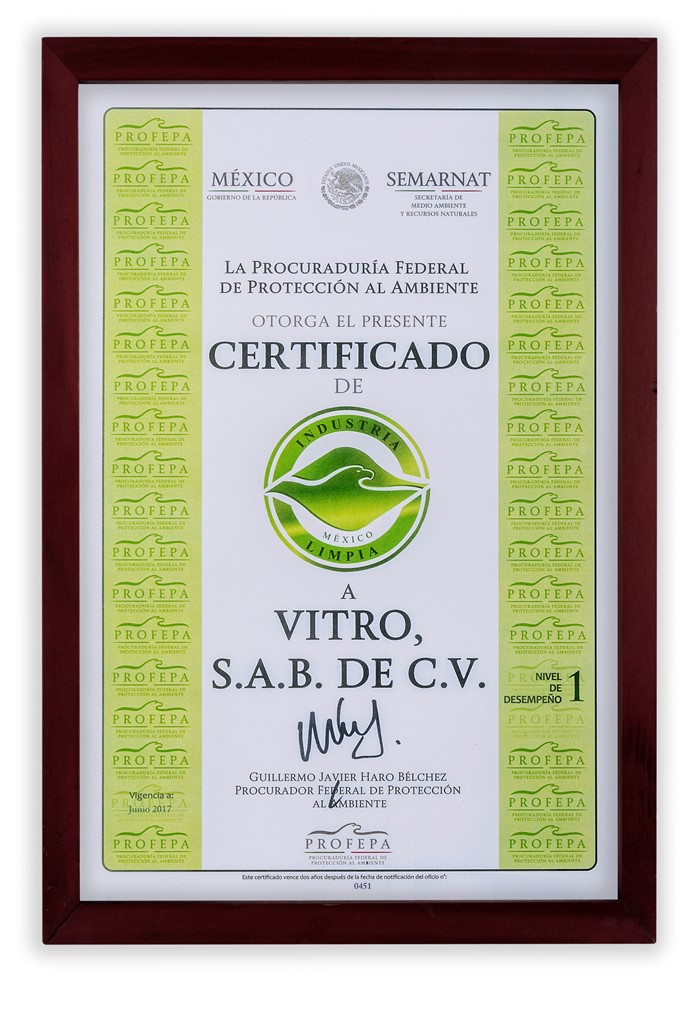 MÉXICO
GOBIERNO DE LA REPÚBLICA
ESTADOS UNIDOS MEXICANOS
SEMARNAT
SECRETARÍA DE
MEDIO AMBIENTE
Y RECURSOS NATURALES
LA PROCURADURÍA FEDERAL
DE PROTECCIÓN AL AMBIENTE
OTORGA EL PRESENTE
CERTIFICADO
DE
INDUSTRIA
MÉXICO
LIMPIA
A
VITRO,
S.A.B. DE C.V.
NIVEL
DE
DESEMPEÑO
1
GUILLERMO JAVIER HARO BÉLCHEZ
PROCURADOR FEDERAL DE PROTECCIÓN
AL AMBIENTE
Vigencia a:
Junio 2017
PROFEPA
PROCURADURÍA FEDERAL DE
PROTECCIÓN AL AMBIENTE
Este certificado vence dos años después de la fecha de notificación del oficio n°:
0451